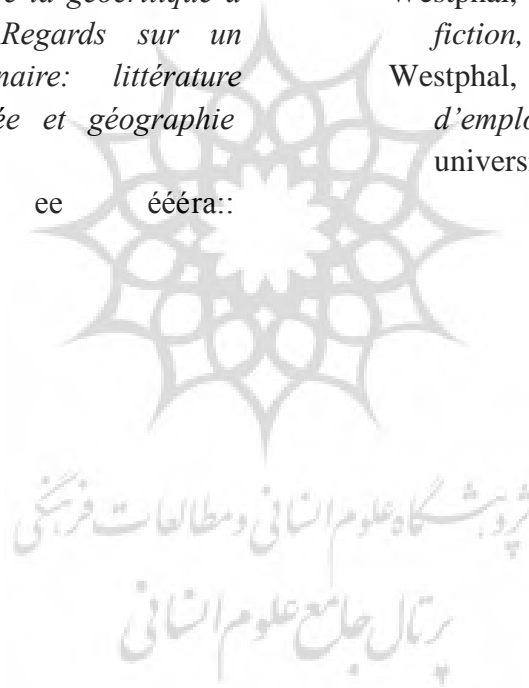 e la géocritique à
Regards sur un
naire: littérature
ée et géographie
ee éééra::
Westphal,
fiction,
Westphal,
d'emplo
univers
پژوهشگاه علوم انسانی و مطالعات فرهنگی
پرتال جامع علوم انسانی